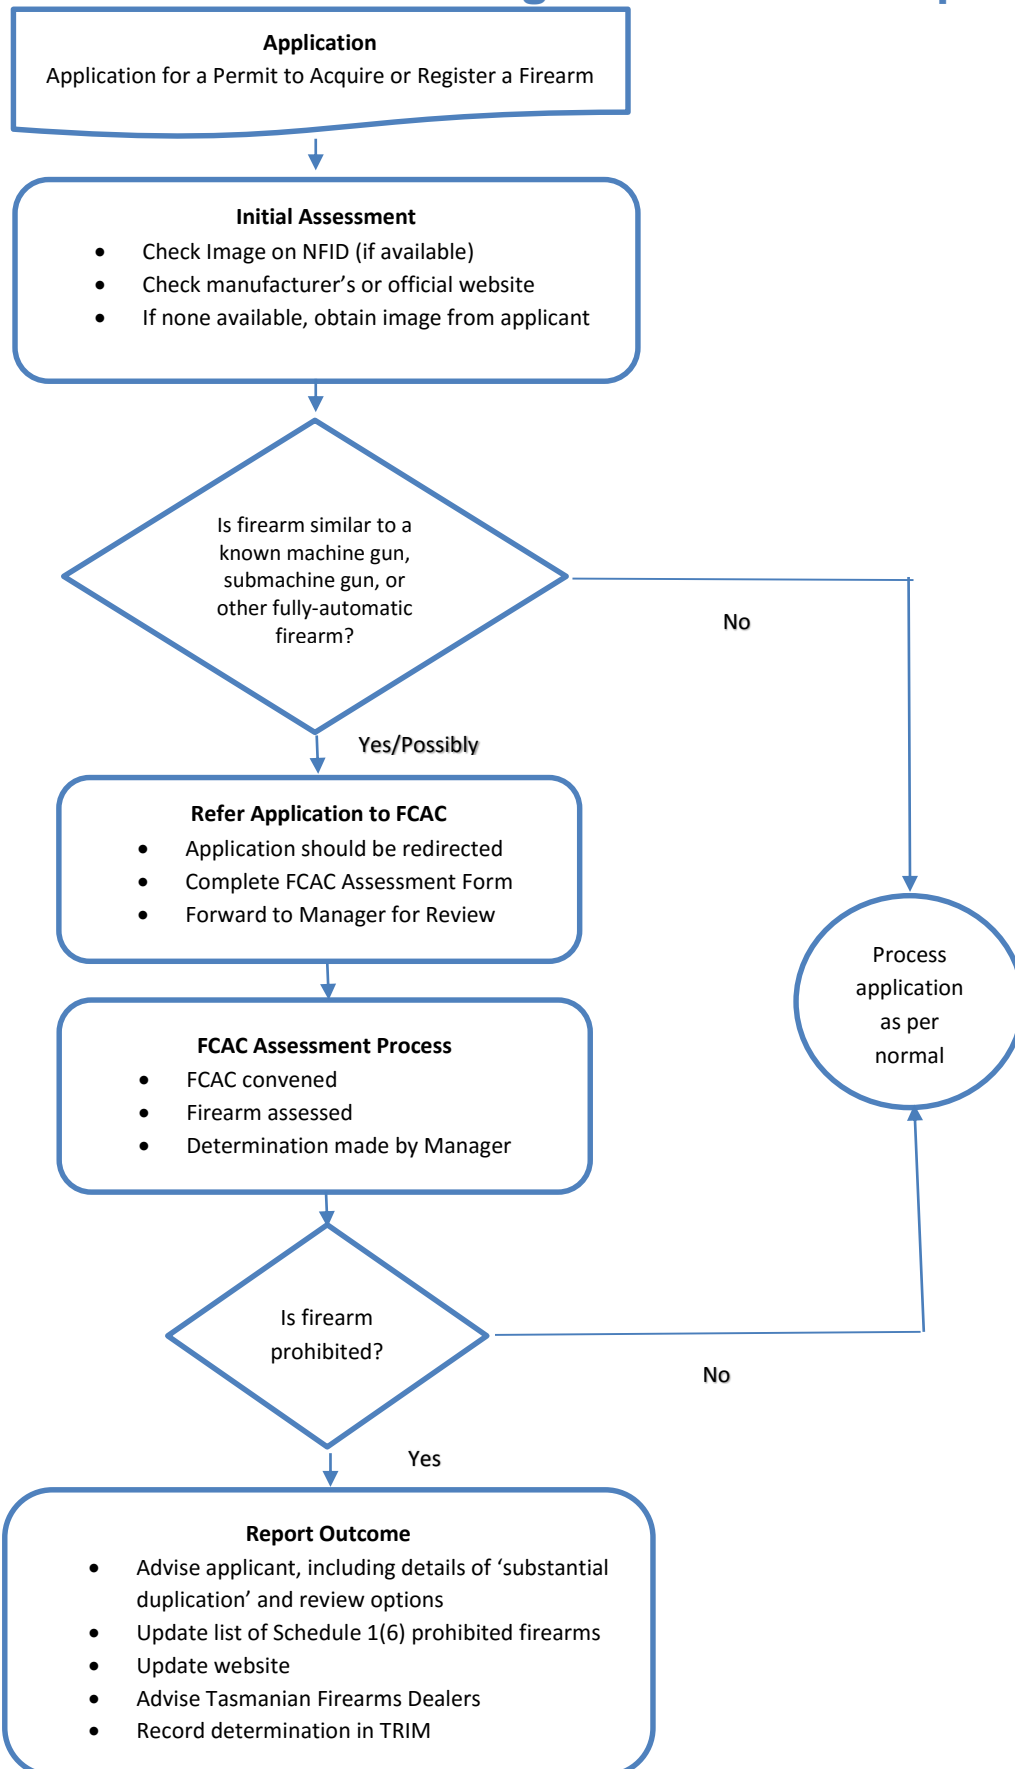 Application
Application for a Permit to Acquire or Register a Firearm
Initial Assessment
• Check Image on NFID (if available)
• Check manufacturer’s or official website
• If none available, obtain image from applicant
Is firearm similar to a
known machine gun,
submachine gun, or
other fully-automatic
firearm?
No
Yes/Possibly
Refer Application to FCAC
• Application should be redirected
• Complete FCAC Assessment Form
• Forward to Manager for Review
Process
application
as per
normal
FCAC Assessment Process
• FCAC convened
• Firearm assessed
• Determination made by Manager
Is firearm
prohibited?
No
Yes
Report Outcome
• Advise applicant, including details of ‘substantial
duplication’ and review options
• Update list of Schedule 1(6) prohibited firearms
• Update website
• Advise Tasmanian Firearms Dealers
• Record determination in TRIM